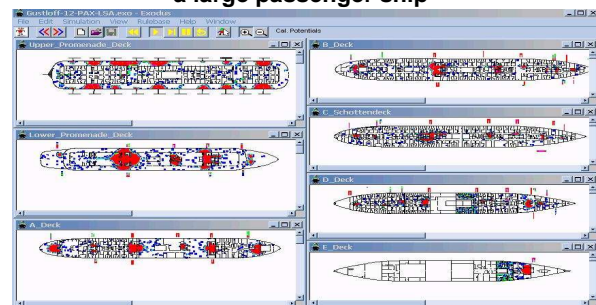 a large passenger ship
Gustloff-12-PAX-LSA.exo - Exodus
File Edit Simulation View Rulebase Help Window
Cal. Potentials
Upper_Promenade_Deck
Lower_Promenade_Deck
A_Deck
B_Deck
C_Schottendeck
D_Deck
E_Deck